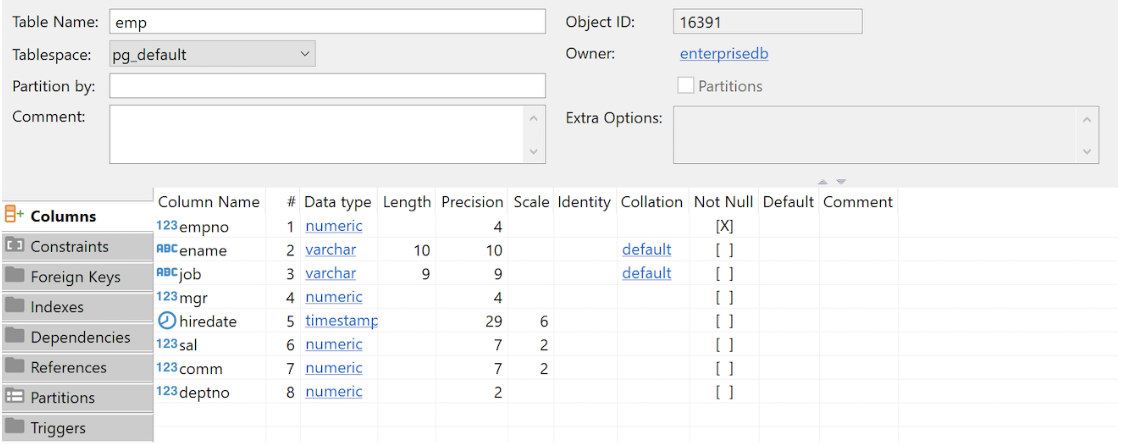 Table Name: emp Object ID: 16391
Tablespace: pg_default Owner: enterprisedb
Partition by: Partitions
Comment: Extra Options:
Columns
Constraints
Foreign Keys
Indexes
Dependencies
References
Partitions
Triggers
Column Name # Data type Length Precision Scale Identity Collation Not Null Default Comment
123 empno 1 numeric 4 [X]
ABC ename 2 varchar 10 10 default [ ]
ABC job 3 varchar 9 9 default [ ]
123 mgr 4 numeric 4 [ ]
hiredate 5 timestamp 29 6 [ ]
123 sal 6 numeric 7 2 [ ]
123 comm 7 numeric 7 2 [ ]
123 deptno 8 numeric 2 [ ]